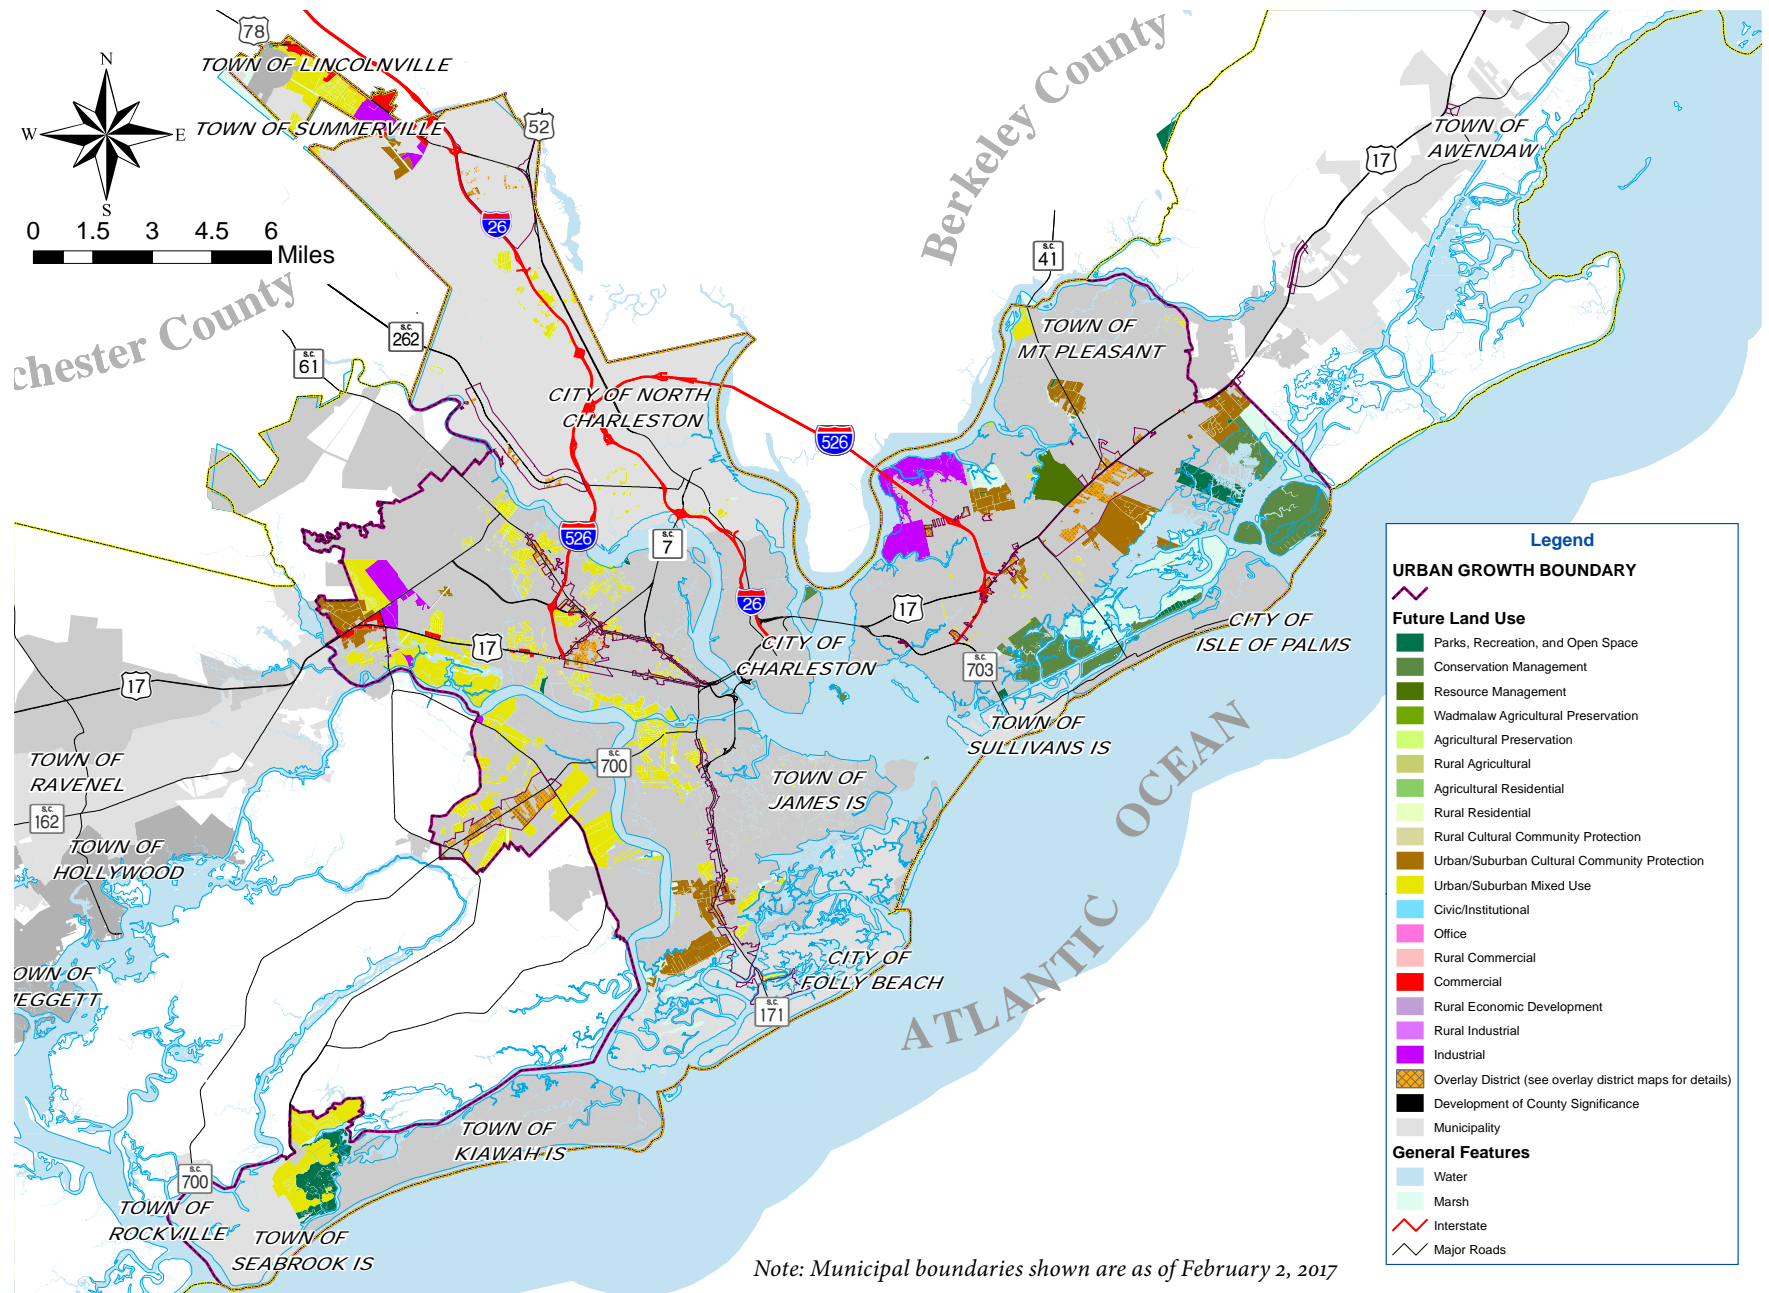 78
TOWN OF LINCOLNVILLE
N
W
E
S
TOWN OF SUMMERVILLE
52
Berkeley County
17
TOWN OF
AWENDAW
0 1.5 3 4.5 6
Miles
26
S.C.
41
chester County
S.C.
262
S.C.
61
TOWN OF
MT PLEASANT
CITY OF NORTH
CHARLESTON
526
526
S.C.
7
26
17
CITY OF
CHARLESTON
17
CITY OF
ISLE OF PALMS
S.C.
703
17
TOWN OF
SULLIVANS IS
TOWN OF
RAVENEL
S.C.
700
TOWN OF
JAMES IS
ATLANTIC OCEAN
S.C.
162
TOWN OF
HOLLYWOOD
OWN OF
MEGGETT
CITY OF
FOLLY BEACH
S.C.
171
TOWN OF
KIAWAH IS
S.C.
700
TOWN OF
ROCKVILLE
TOWN OF
SEABROOK IS
Note: Municipal boundaries shown are as of February 2, 2017
Legend
URBAN GROWTH BOUNDARY
Future Land Use
Parks, Recreation, and Open Space
Conservation Management
Resource Management
Wadmalaw Agricultural Preservation
Agricultural Preservation
Rural Agricultural
Agricultural Residential
Rural Residential
Rural Cultural Community Protection
Urban/Suburban Cultural Community Protection
Urban/Suburban Mixed Use
Civic/Institutional
Office
Rural Commercial
Commercial
Rural Economic Development
Rural Industrial
Industrial
Overlay District (see overlay district maps for details)
Development of County Significance
Municipality
General Features
Water
Marsh
Interstate
Major Roads